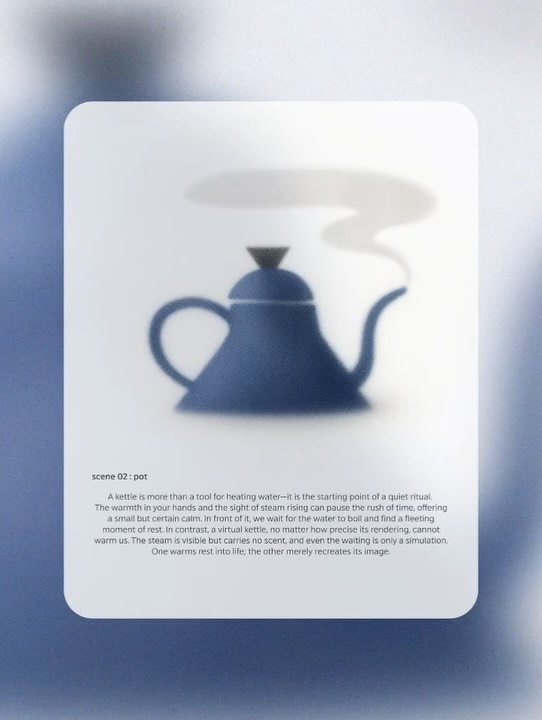 scene 02 : pot
A kettle is more than a tool for heating water—it is the starting point of a quiet ritual.
The warmth in your hands and the sight of steam rising can pause the rush of time, offering
a small but certain calm. In front of it, we wait for the water to boil and find a fleeting
moment of rest. In contrast, a virtual kettle, no matter how precise its rendering, cannot
warm us. The steam is visible but carries no scent, and even the waiting is only a simulation.
One warms rest into life; the other merely recreates its image.